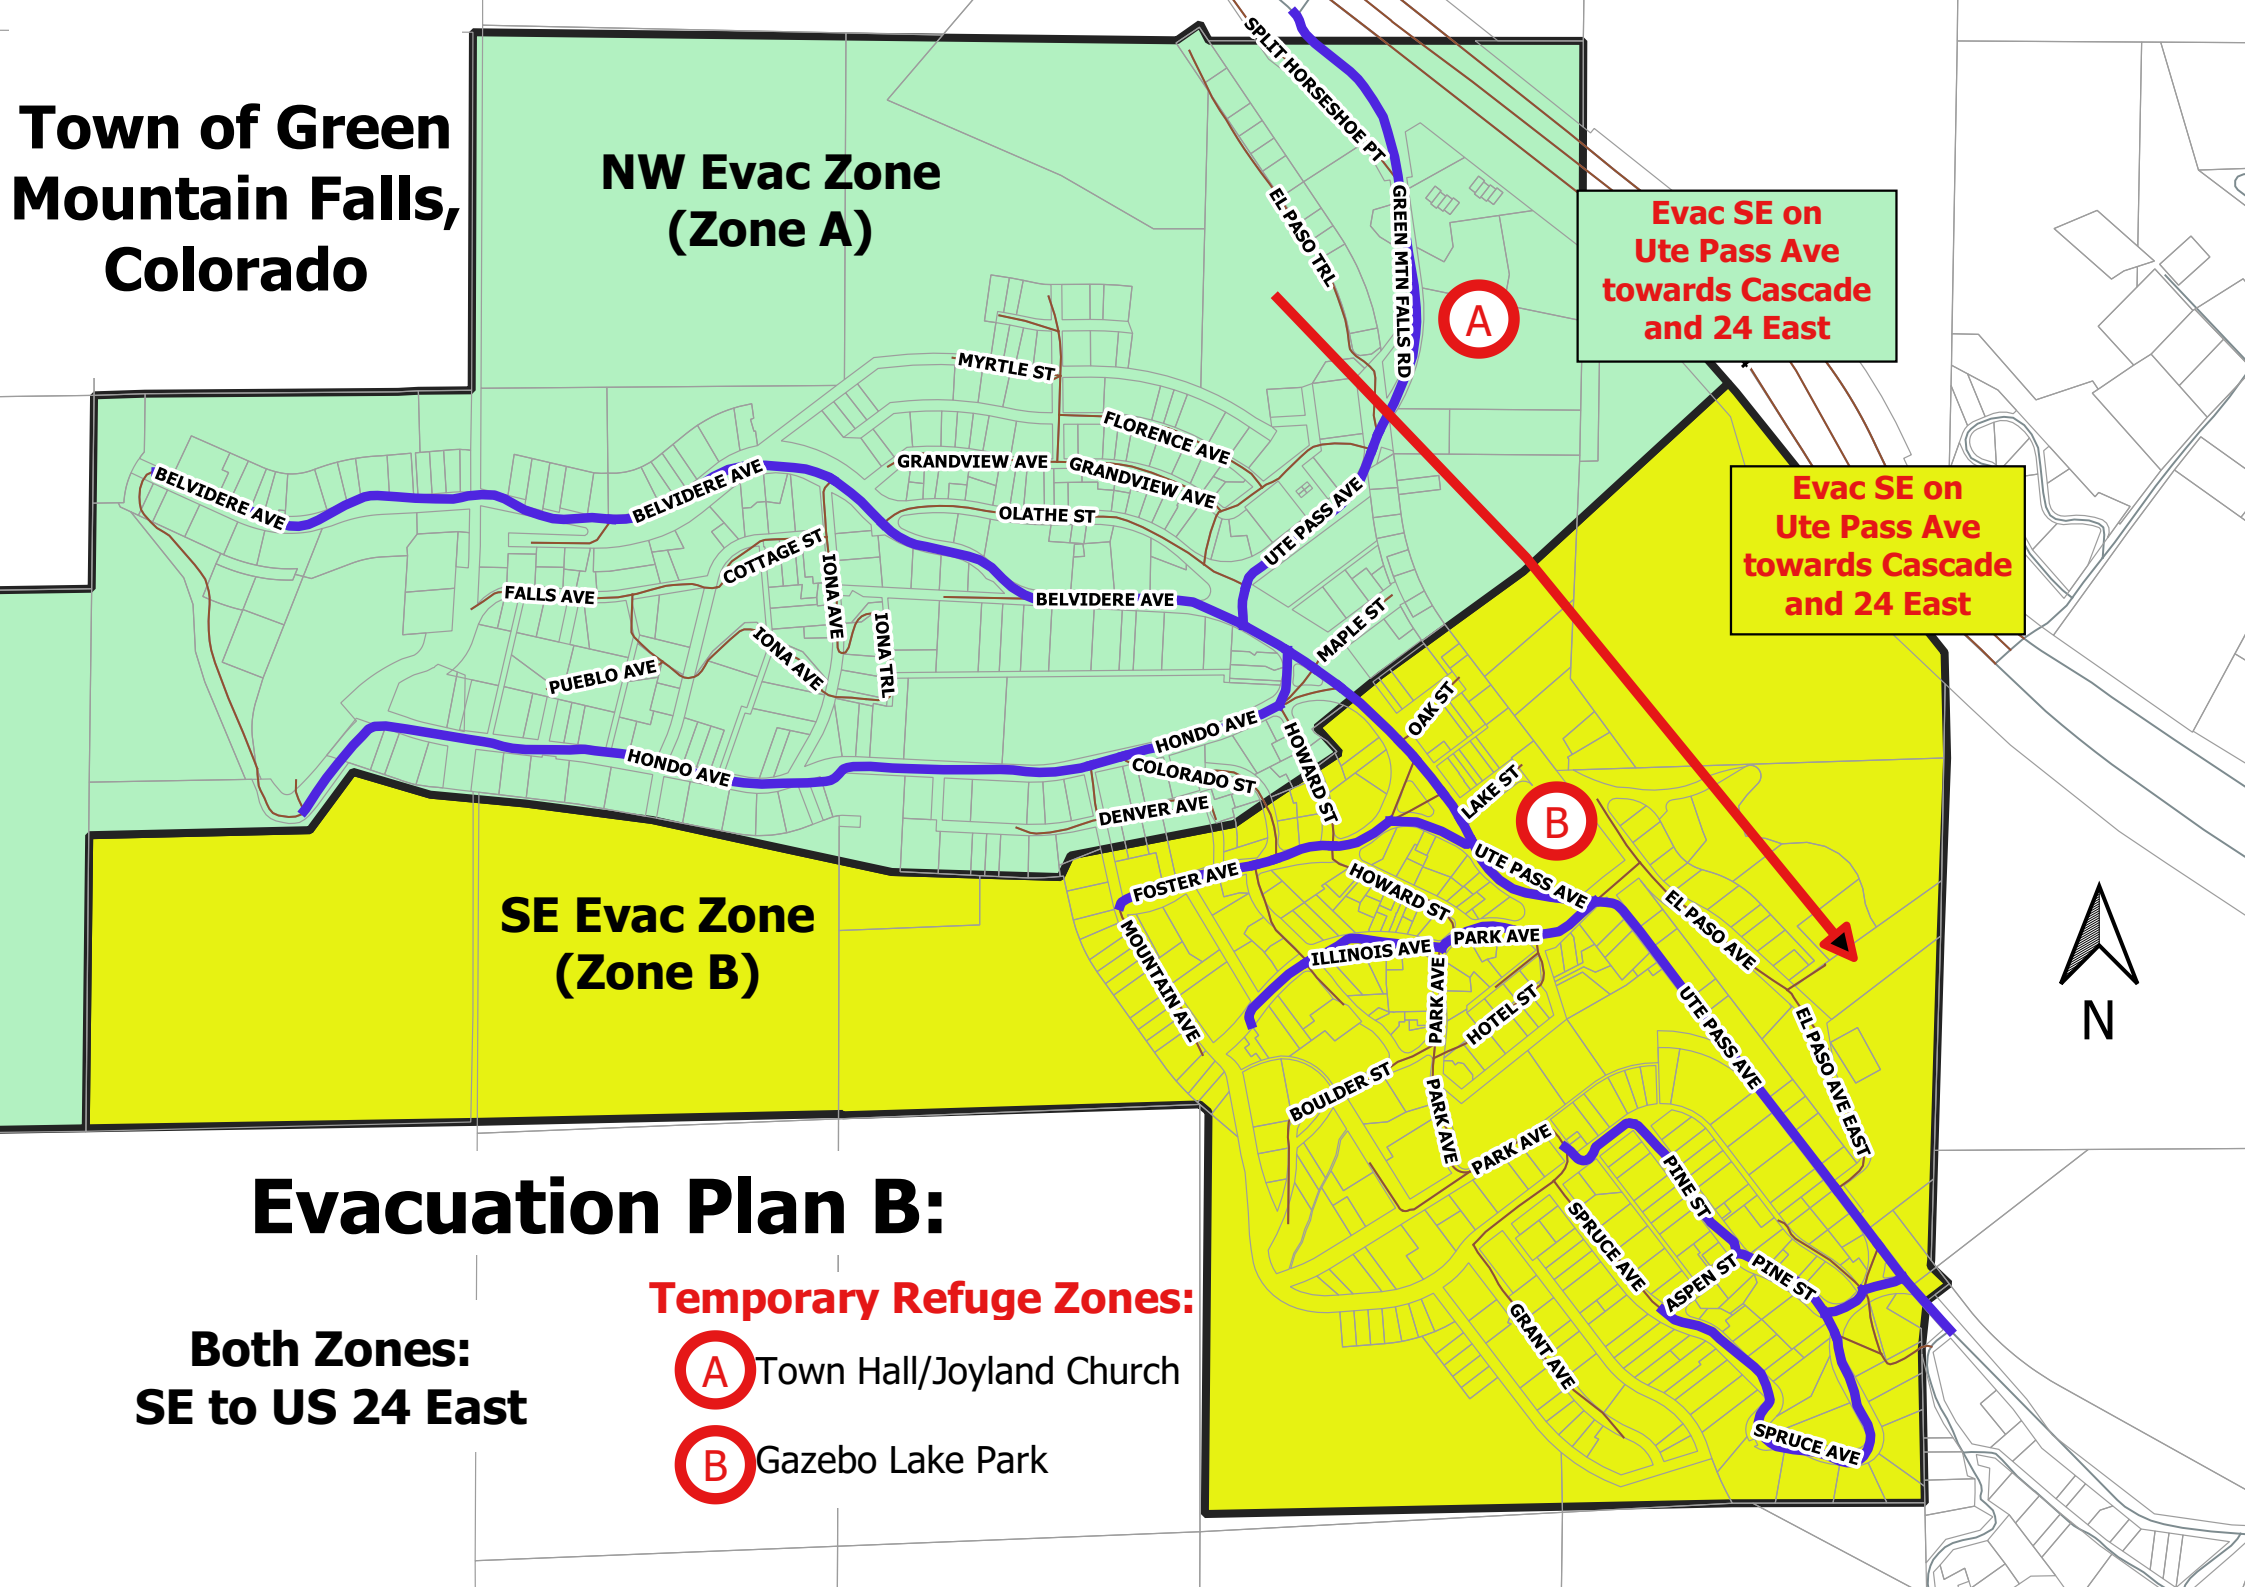 Town of Green
Mountain Falls,
Colorado
NW Evac Zone
(Zone A)
SPLIT HORSESHOE PT
EL PASO TRL
GREEN MTN FALLS RD
A
Evac SE on
Ute Pass Ave
towards Cascade
and 24 East
MYRTLE ST
FLORENCE AVE
GRANDVIEW AVE
GRANDVIEW AVE
BELVIDERE AVE
BELVIDERE AVE
OLATHE ST
UTE PASS AVE
Evac SE on
Ute Pass Ave
towards Cascade
and 24 East
COTTAGE ST
IONA AVE
FALLS AVE
BELVIDERE AVE
MAPLE ST
IONA AVE
IONA TRL
PUEBLO AVE
OAK ST
HONDO AVE
HONDO AVE
HOWARD ST
COLORADO ST
LAKE ST
DENVER AVE
B
UTE PASS AVE
FOSTER AVE
HOWARD ST
EL PASO AVE
SE Evac Zone
(Zone B)
MOUNTAIN AVE
ILLINOIS AVE
PARK AVE
PARK AVE
HOTEL ST
UTE PASS AVE
EL PASO AVE EAST
N
BOULDER ST
PARK AVE
PARK AVE
PINE ST
SPRUCE AVE
ASPEN ST
PINE ST
GRANT AVE
SPRUCE AVE
Evacuation Plan B:
Both Zones:
SE to US 24 East
Temporary Refuge Zones:
A Town Hall/Joyland Church
B Gazebo Lake Park